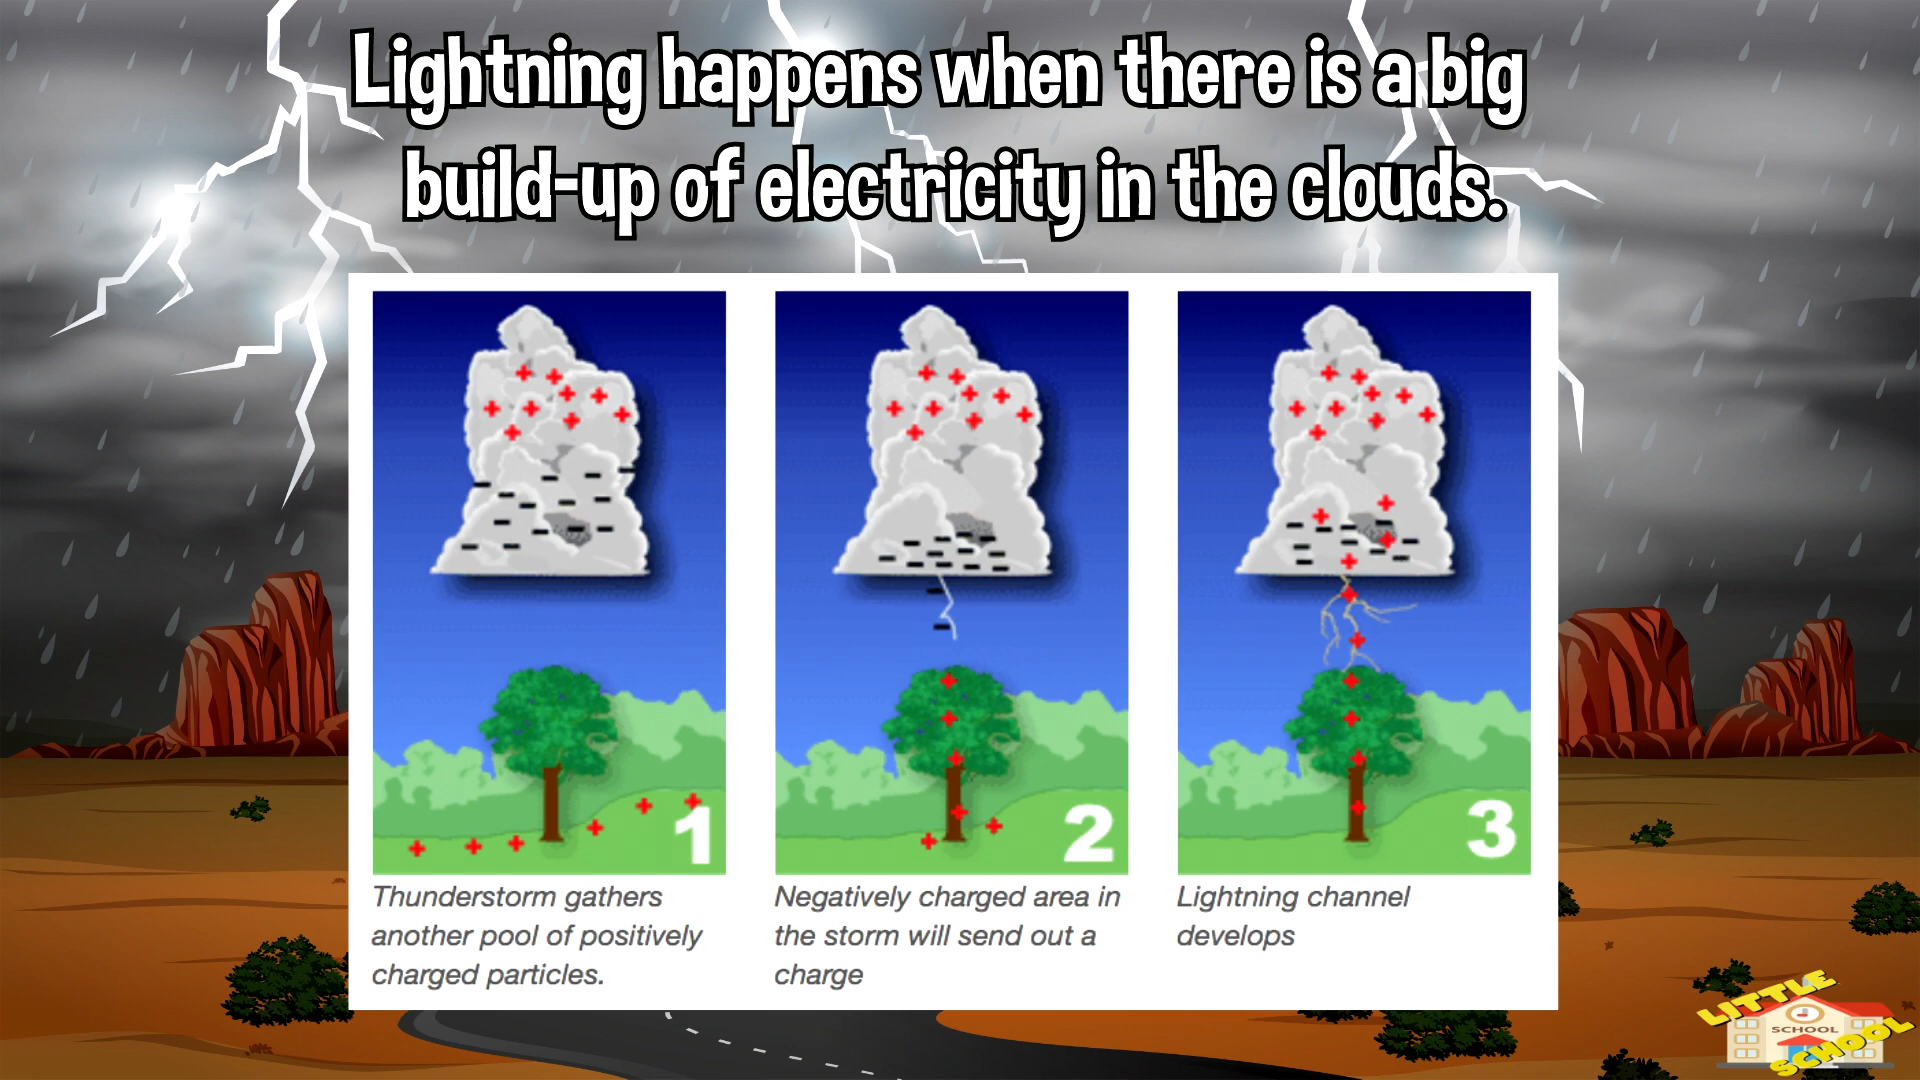 Lightning happens when there is a big
build-up of electricity in the clouds.
1
2
3
Thunderstorm gathers
another pool of positively
charged particles.
Negatively charged area in
the storm will send out a
charge
Lightning channel
develops
LITTLE
SCHOOL
SCHOOL